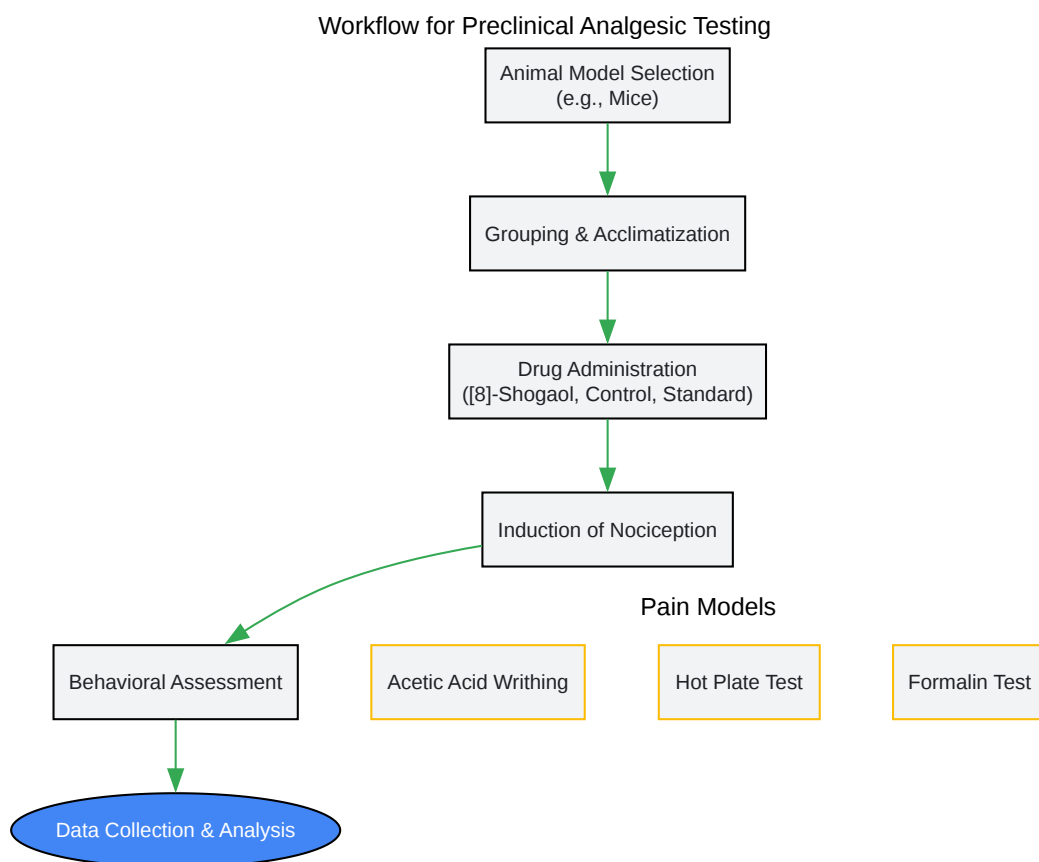 Workflow for Preclinical Analgesic Testing
Animal Model Selection
(e.g., Mice)
Grouping & Acclimatization
Drug Administration
([8]-Shogaol, Control, Standard)
Induction of Nociception
Pain Models
Behavioral Assessment
Acetic Acid Writhing
Hot Plate Test
Formalin Test
Data Collection & Analysis